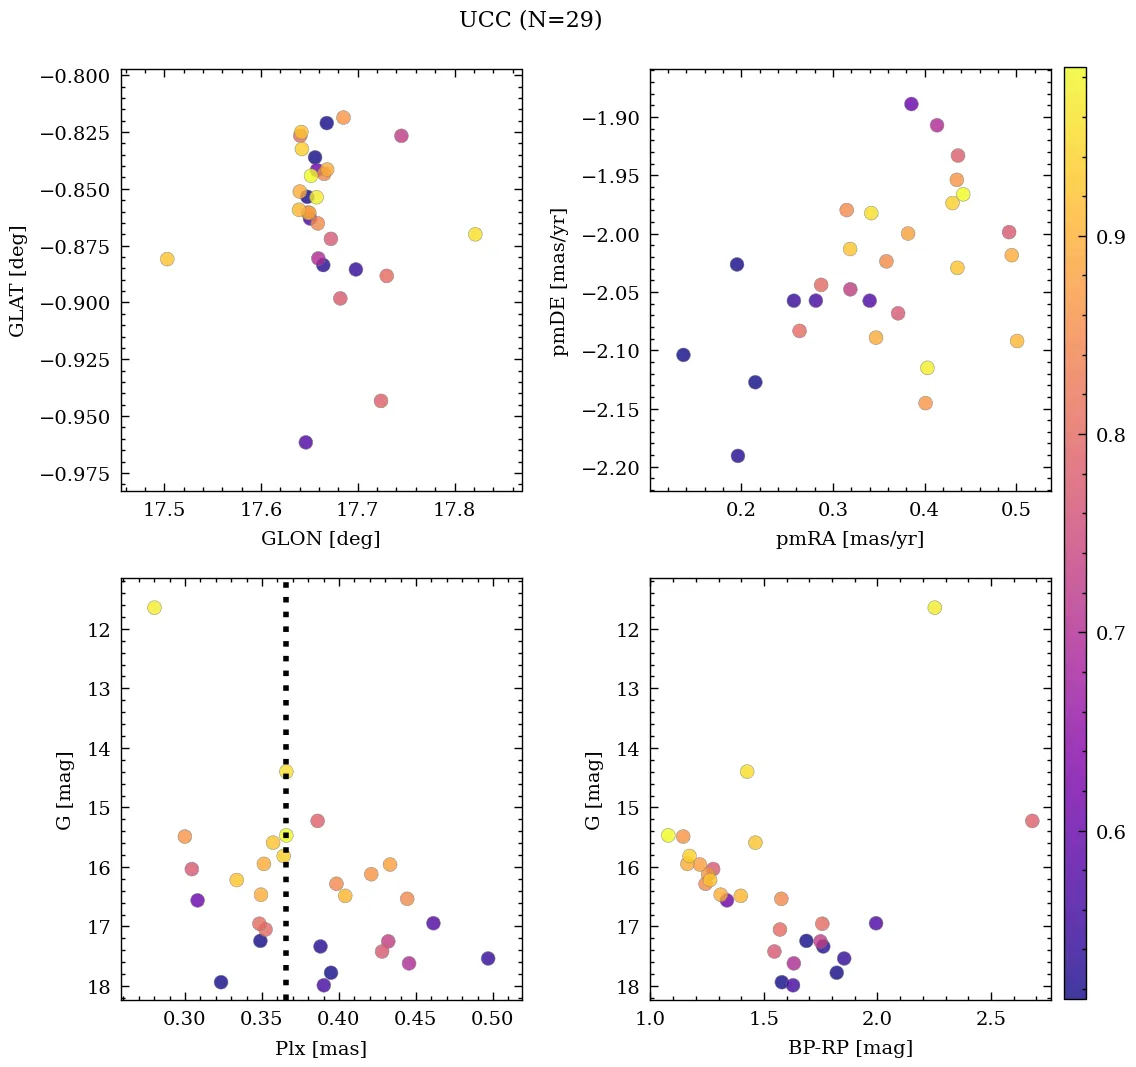 UCC (N=29)
−0.800
−0.825
−0.850
−0.875
−0.900
−0.925
−0.950
−0.975
GLAT [deg]
17.5 17.6 17.7 17.8
GLON [deg]
−1.90
−1.95
−2.00
−2.05
−2.10
−2.15
−2.20
pmDE [mas/yr]
0.2 0.3 0.4 0.5
pmRA [mas/yr]
12
13
14
15
16
17
18
G [mag]
0.30 0.35 0.40 0.45 0.50
Plx [mas]
12
13
14
15
16
17
18
G [mag]
1.0 1.5 2.0 2.5
BP-RP [mag]
0.9
0.8
0.7
0.6